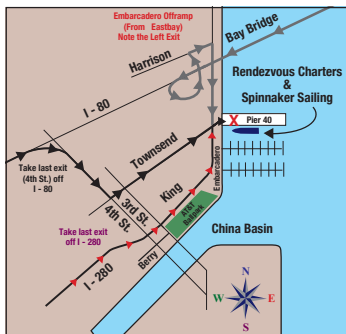 Embarcadero Offramp
(From Eastbay)
Note the Left Exit
Bay Bridge
Harrison
Rendezvous Charters
&
Spinnaker Sailing
I - 80
X Pier 40
Townsend
Take last exit
(4th St.) off
I - 80
3rd St.
4th St.
King
Embarcadero
AT&T
Ballpark
Take last exit
off I - 280
China Basin
I - 280
Berry
N
W
E
S